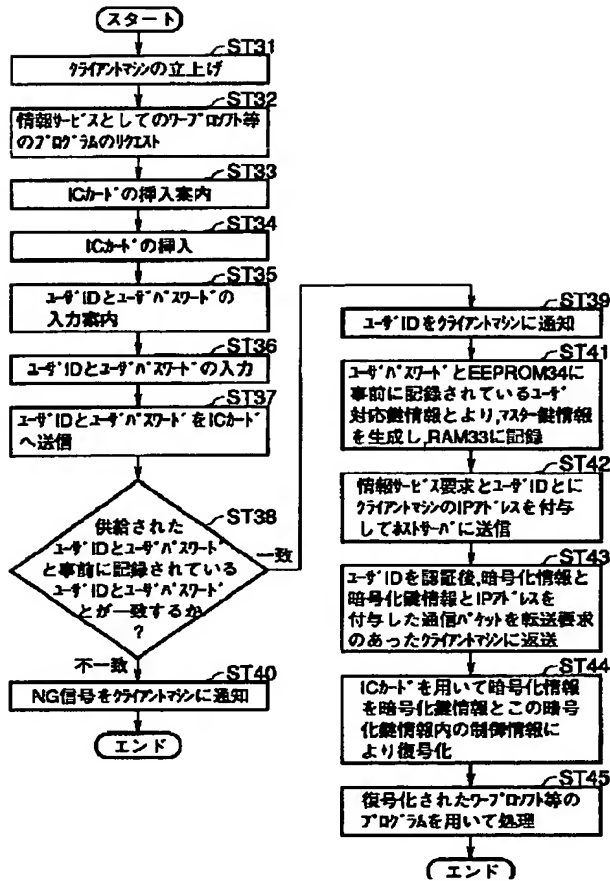 スタート
ST31
クライアントマシンの立上げ
ST32
情報サービスとしてのワープロソフト等
のプログラムのリクエスト
ST33
ICカードの挿入案内
ST34
ICカードの挿入
ST35
ユーザIDとユーザパスワードの
入力案内
ST36
ユーザIDとユーザパスワードの入力
ST37
ユーザIDとユーザパスワードをICカード
へ送信
ST38
供給された
ユーザIDとユーザパスワード
と事前に記録されている
ユーザIDとユーザパスワード
とが一致するか
?
一致
不一致
ST40
NG信号をクライアントマシンに通知
エンド
ST39
ユーザIDをクライアントマシンに通知
ST41
ユーザパスワードとEEPROM34に
事前に記録されているユーザ
対応鍵情報とより,マスター鍵情報
を生成し,RAM33に記録
ST42
情報サービス要求とユーザIDとに
クライアントマシンのIPアドレスを付与
してホストサーバに送信
ST43
ユーザIDを認証後,暗号化情報と
暗号化鍵情報とIPアドレスを
付与した通信パケットを転送要求
のあったクライアントマシンに返送
ST44
ICカードを用いて暗号化情報
を暗号化鍵情報とこの暗号
化鍵情報内の制御情報に
より復号化
ST45
復号化されたワープロソフト等の
プログラムを用いて処理
エンド